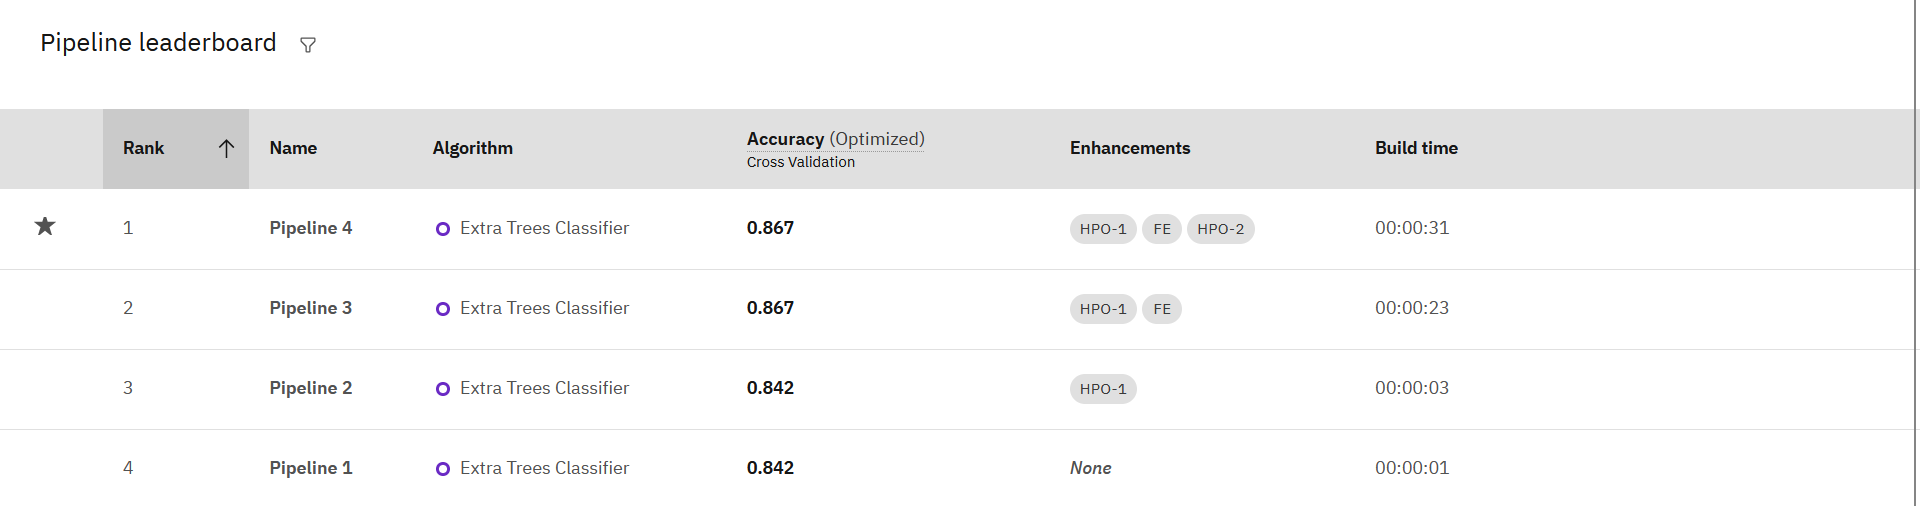 Pipeline leaderboard
Rank Name Algorithm Accuracy (Optimized) Enhancements Build time
Cross Validation
1 Pipeline 4 Extra Trees Classifier 0.867 HPO-1 FE HPO-2 00:00:31
2 Pipeline 3 Extra Trees Classifier 0.867 HPO-1 FE 00:00:23
3 Pipeline 2 Extra Trees Classifier 0.842 HPO-1 00:00:03
4 Pipeline 1 Extra Trees Classifier 0.842 None 00:00:01